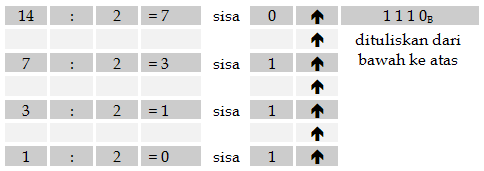 14 : 2 = 7 sisa 0 🡹 1 1 1 0B
🡹 dituliskan dari
7 : 2 = 3 sisa 1 🡹 bawah ke atas
🡹
3 : 2 = 1 sisa 1 🡹
🡹
1 : 2 = 0 sisa 1 🡹